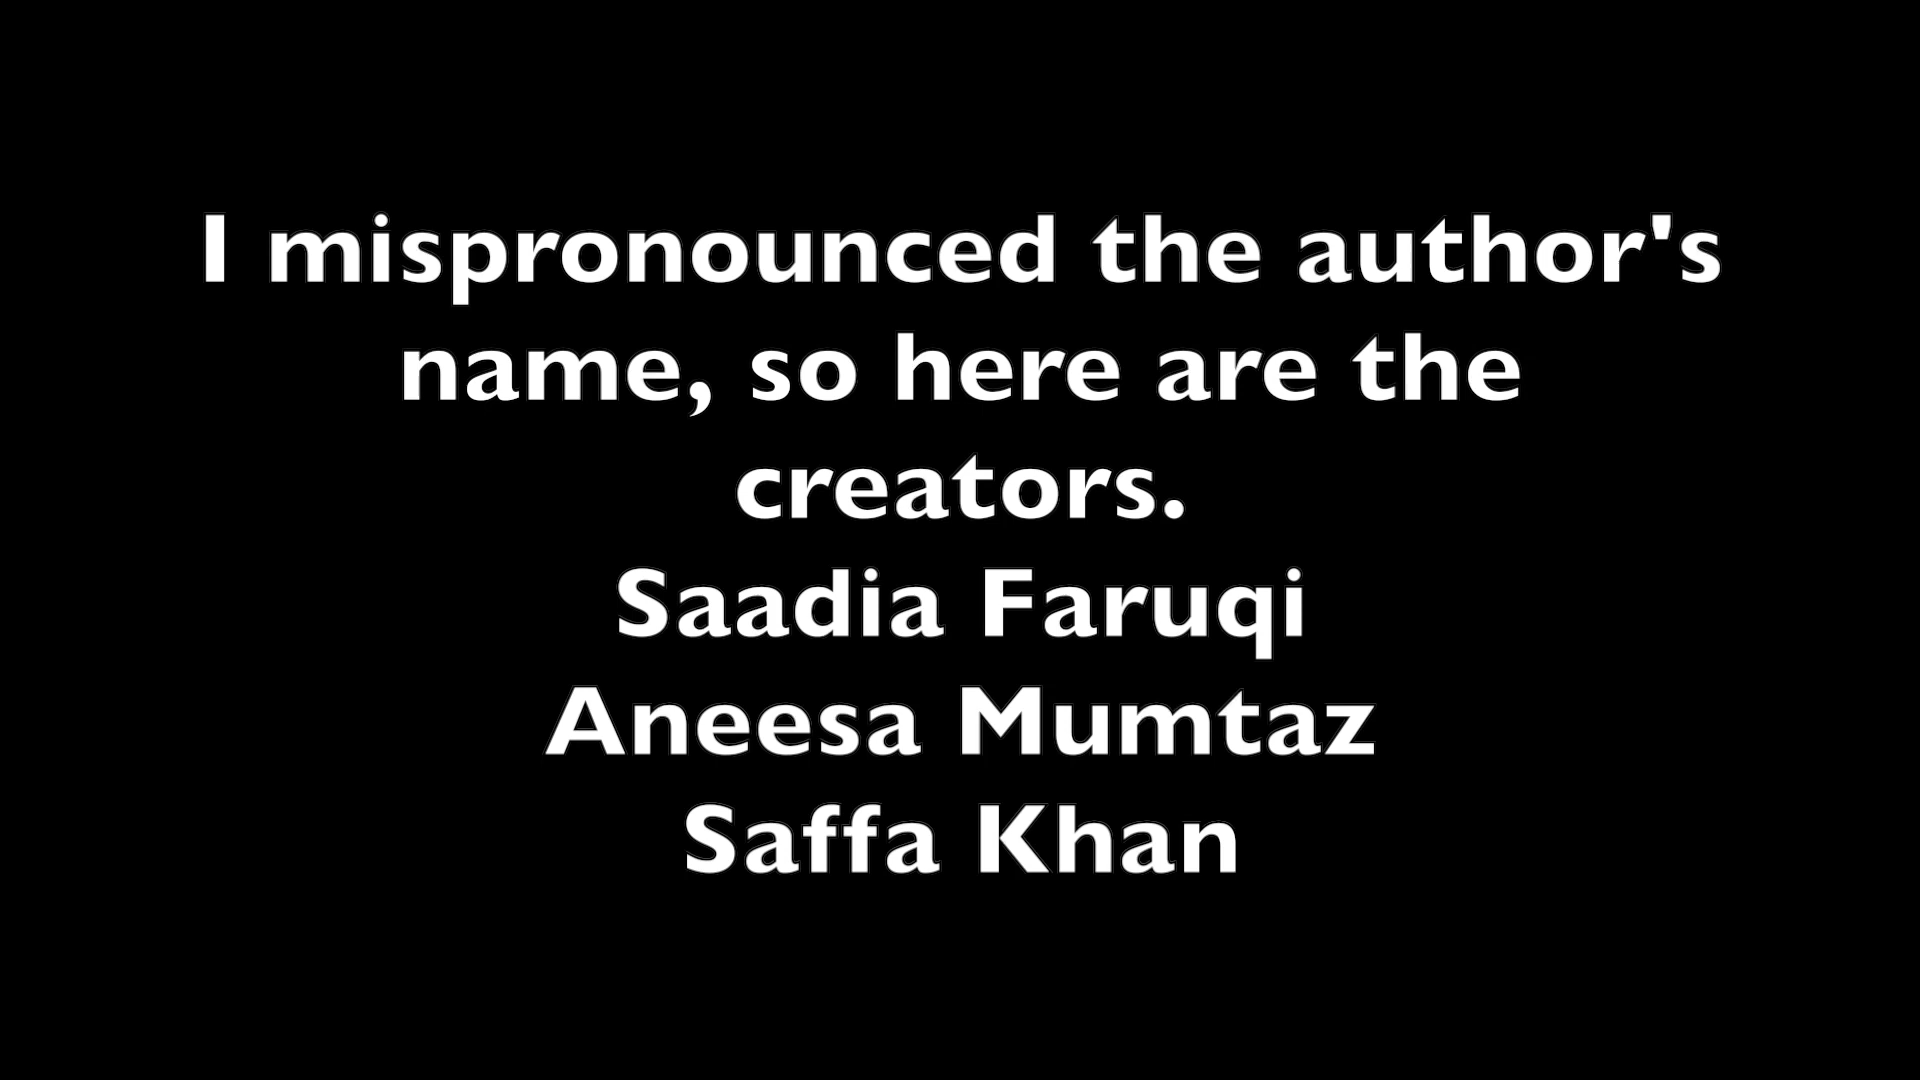 I mispronounced the author's
name, so here are the
creators.
Saadia Faruqi
Aneesa Mumtaz
Saffa Khan